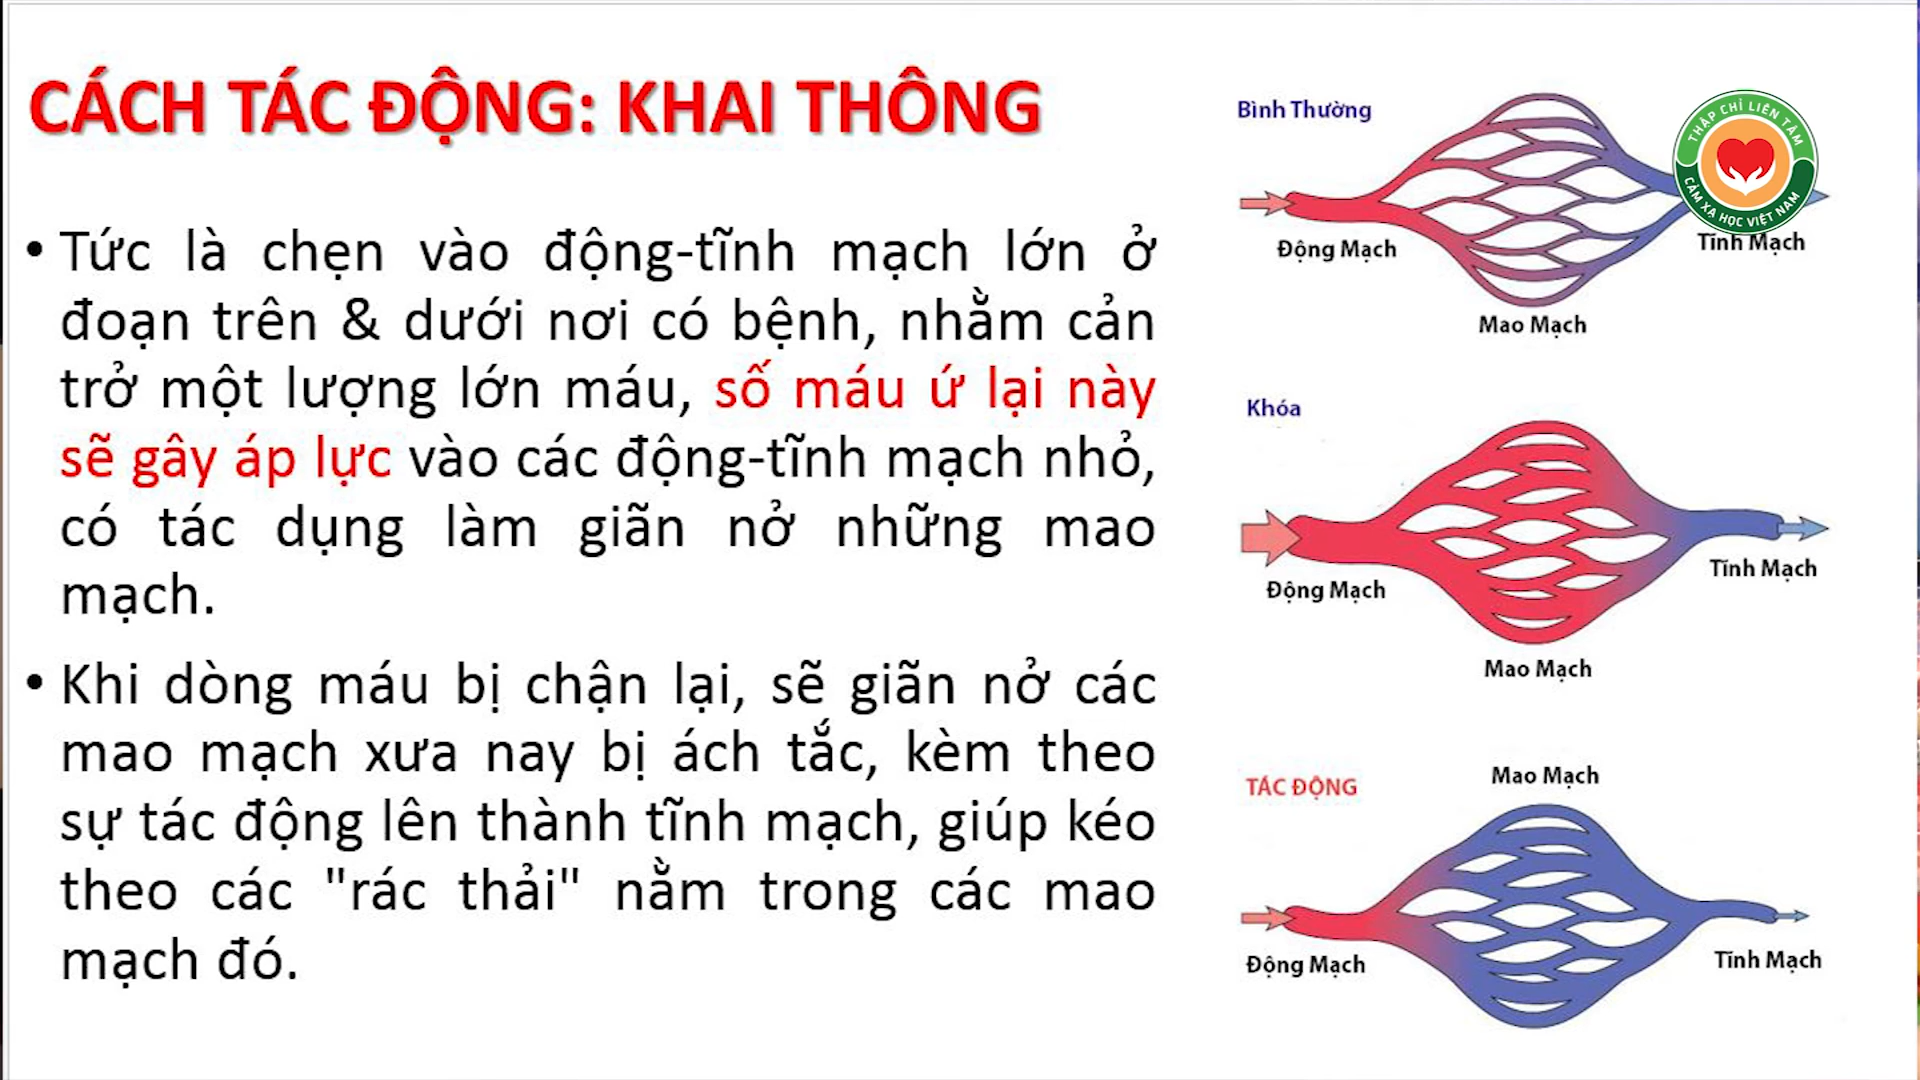 CÁCH TÁC ĐỘNG: KHAI THÔNG
• Tức là chẹn vào động-tĩnh mạch lớn ở
đoạn trên & dưới nơi có bệnh, nhằm cản
trở một lượng lớn máu, số máu ứ lại này
sẽ gây áp lực vào các động-tĩnh mạch nhỏ,
có tác dụng làm giãn nở những mao
mạch.
• Khi dòng máu bị chận lại, sẽ giãn nở các
mao mạch xưa nay bị ách tắc, kèm theo
sự tác động lên thành tĩnh mạch, giúp kéo
theo các "rác thải" nằm trong các mao
mạch đó.
Bình Thường
THẬP CHỈ LIÊN TÂM
CẢM XẠ HỌC VIỆT NAM
Động Mạch
Tĩnh Mạch
Mao Mạch
Khóa
Động Mạch
Tĩnh Mạch
Mao Mạch
TÁC ĐỘNG
Mao Mạch
Động Mạch
Tĩnh Mạch